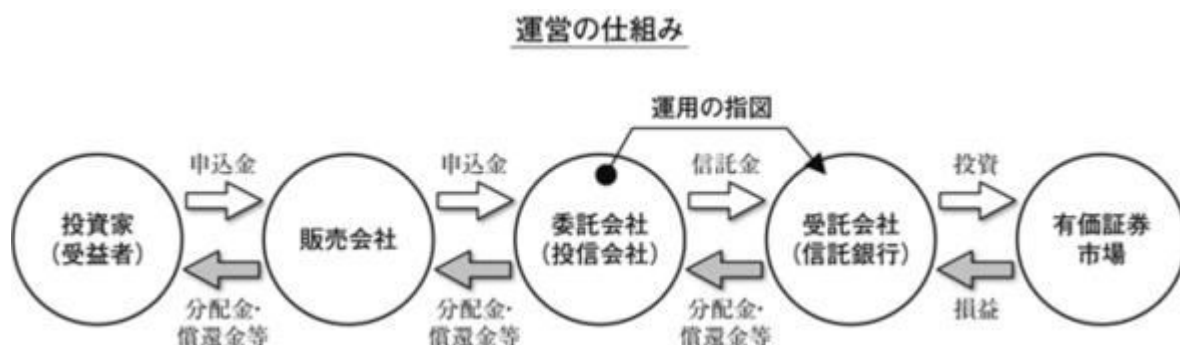 運営の仕組み
運用の指図
申込金
申込金
信託金
投資
投資家
(受益者)
販売会社
委託会社
(投信会社)
受託会社
(信託銀行)
有価証券
市場
分配金・
償還金等
分配金・
償還金等
分配金・
償還金等
損益